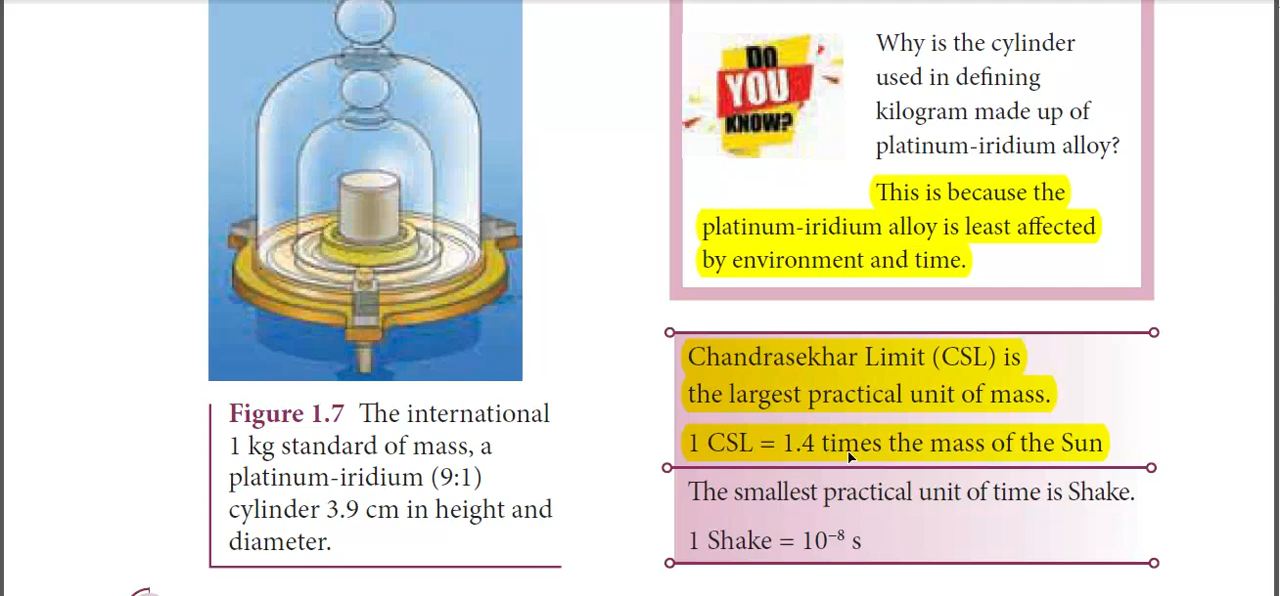 Figure 1.7 The international
1 kg standard of mass, a
platinum-iridium (9:1)
cylinder 3.9 cm in height and
diameter.
DO
YOU
KNOW?
Why is the cylinder
used in defining
kilogram made up of
platinum-iridium alloy?
This is because the
platinum-iridium alloy is least affected
by environment and time.
Chandrasekhar Limit (CSL) is
the largest practical unit of mass.
1 CSL = 1.4 times the mass of the Sun
The smallest practical unit of time is Shake.
1 Shake = 10⁻⁸ s